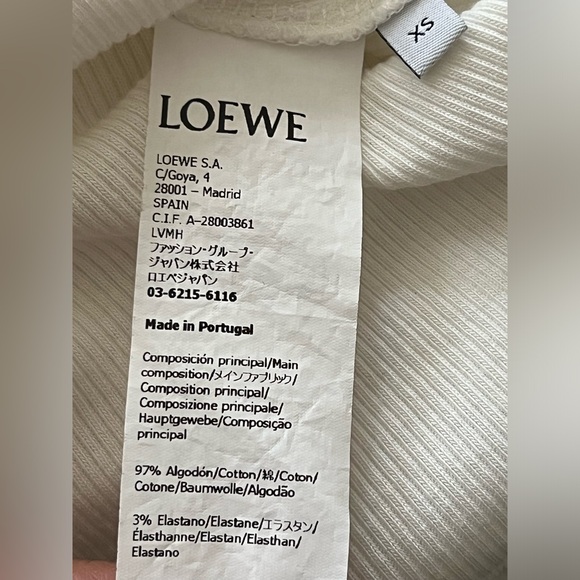 XS
LOEWE
LOEWE S.A.
C/Goya, 4
28001 – Madrid
SPAIN
C.I.F. A-28003861
LVMH
ファッション・グループ・
ジャパン株式会社
ロエベジャパン
03-6215-6116
Made in Portugal
Composición principal/Main
composition/メインファブリック/
Composition principal/
Composizione principale/
Hauptgewebe/Composição
principal
97% Algodón/Cotton/綿/Coton/
Cotone/Baumwolle/Algodão
3% Elastano/Elastane/エラスタン/
Élasthanne/Elastan/Elasthan/
Elastano